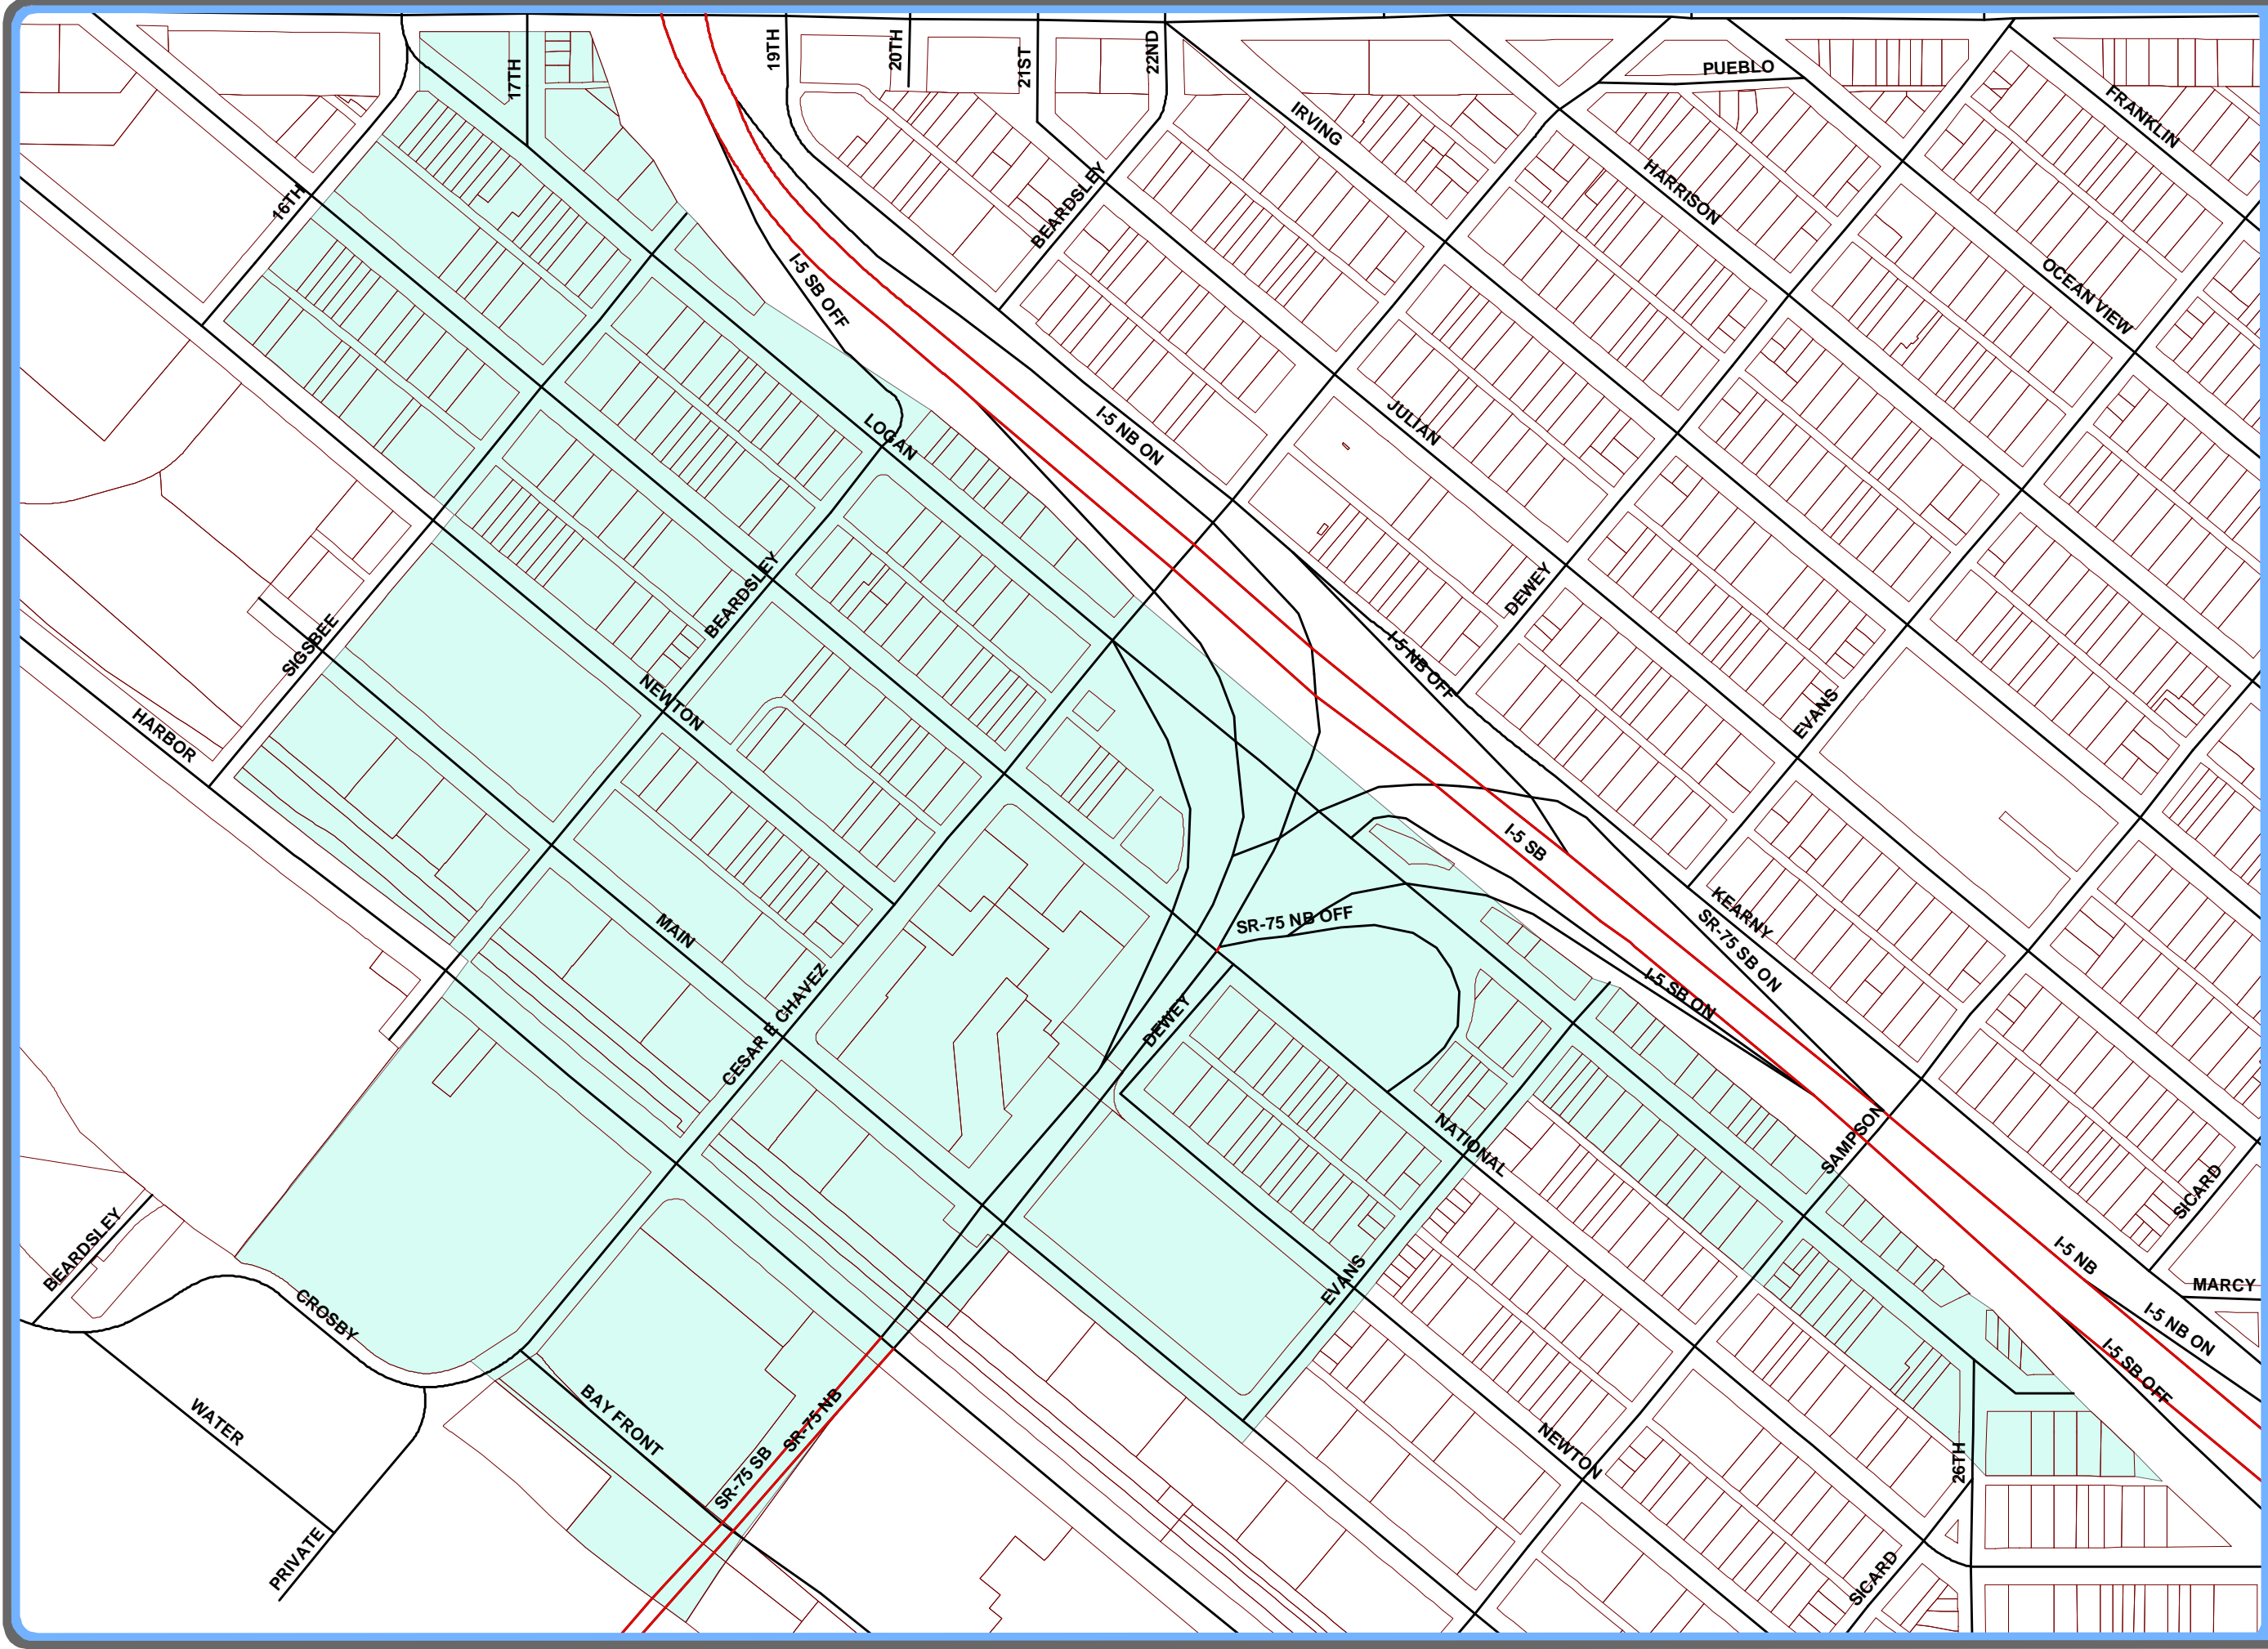 17TH
19TH
20TH
21ST
22ND
PUEBLO
FRANKLIN
IRVING
HARRISON
16TH
BEARDSLEY
OCEAN VIEW
I-5 SB OFF
LOGAN
I-5 NB ON
JULIAN
BEARDSLEY
DEWEY
SIGSBEE
NEWTON
I-5 NB OFF
HARBOR
EVANS
I-5 SB
MAIN
SR-75 NB OFF
KEARNY
SR-75 SB ON
I-5 SB ON
CESAR E CHAVEZ
DEWEY
NATIONAL
SAMPSON
SICARD
BEARDSLEY
I-5 NB
EVANS
MARCY
CROSBY
I-5 NB ON
I-5 SB OFF
WATER
BAY FRONT
SR-75 NB
SR-75 SB
NEWTON
26TH
PRIVATE
SICARD